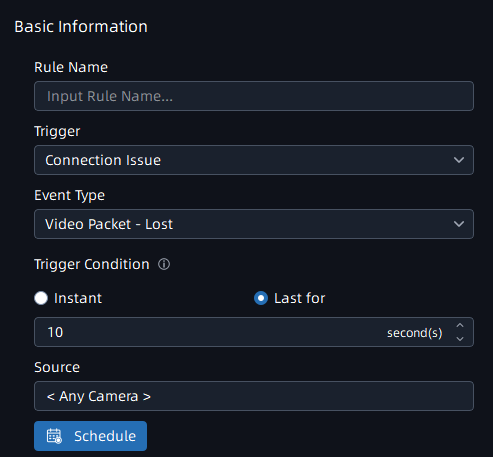 Basic Information
Rule Name
Input Rule Name...
Trigger
Connection Issue
Event Type
Video Packet - Lost
Trigger Condition
Instant Last for
10 second(s)
Source
< Any Camera >
Schedule